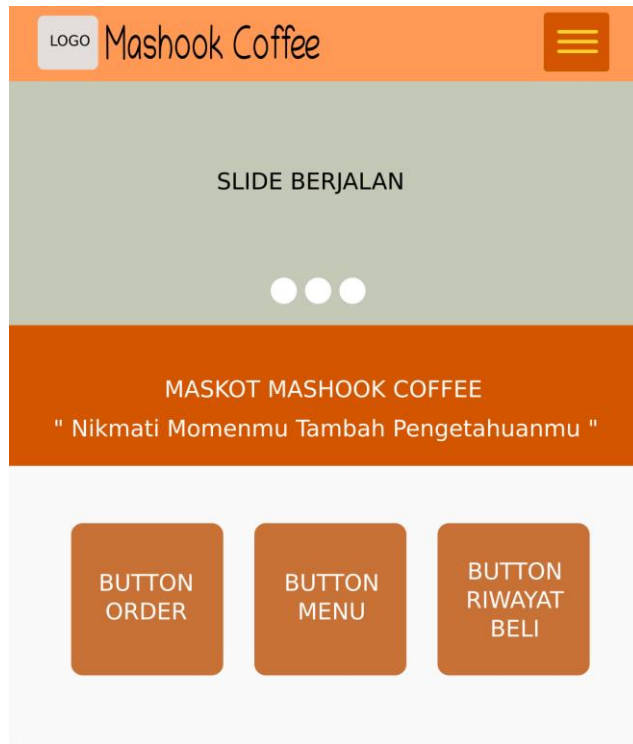 LOGO Mashook Coffee
SLIDE BERJALAN
MASKOT MASHOOK COFFEE
" Nikmati Momenmu Tambah Pengetahuanmu "
BUTTON
ORDER
BUTTON
MENU
BUTTON
RIWAYAT
BELI